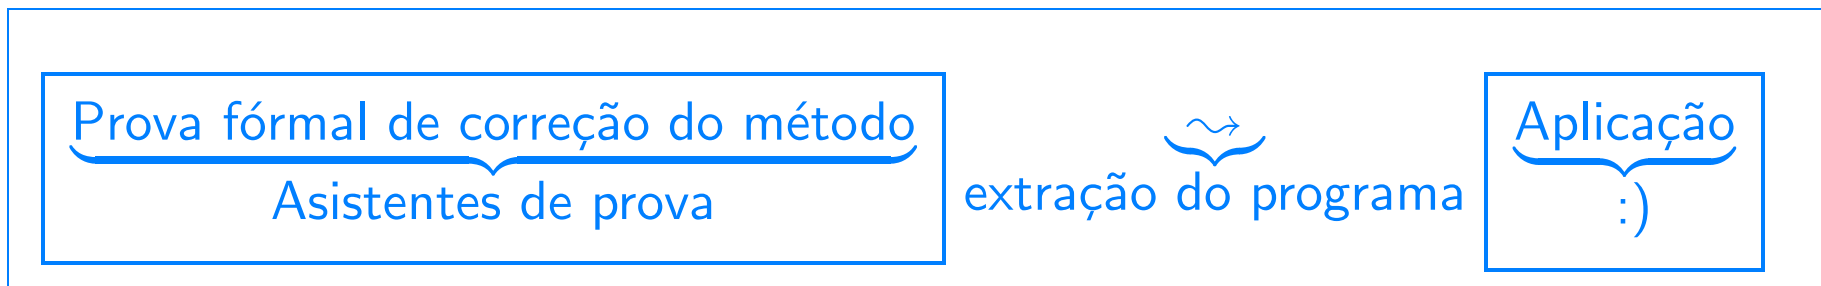 Prova fórmal de correção do método
Asistentes de prova
⇝
extração do programa
Aplicação
:)